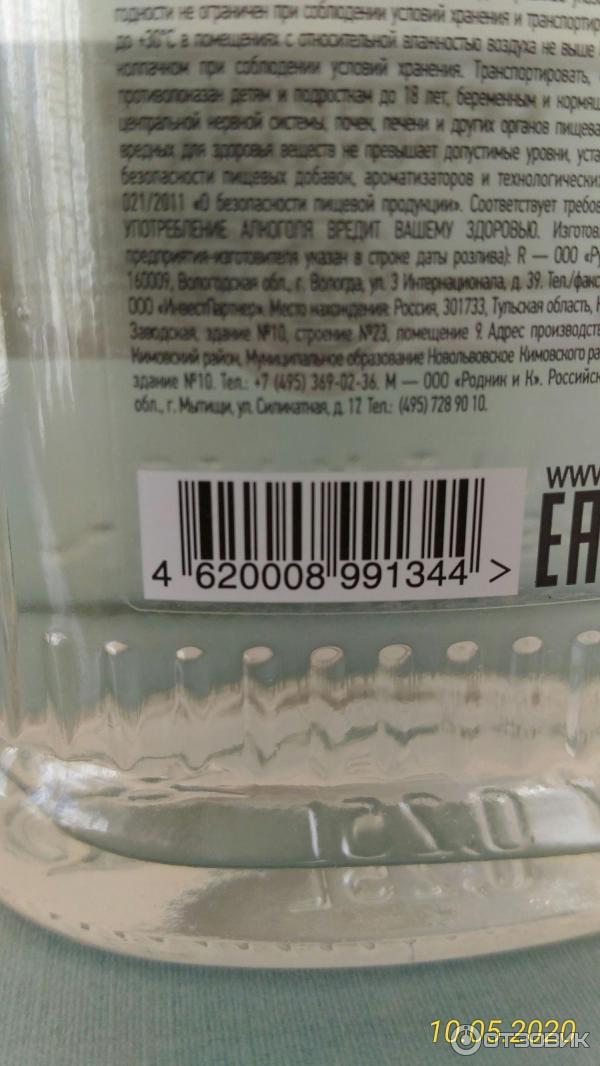 годности не ограничен при соблюдении условий хранения и транспортир
до +30°С в помещениях с относительной влажностью воздуха не выше
колпачком при соблюдении условий хранения. Транспортировать,
противопоказан детям и подросткам до 18 лет, беременным и кормящ
центральной нервной системы, почек, печени и других органов пищева
вредных для здоровья веществ не превышает допустимые уровни, уста
безопасности пищевых добавок, ароматизаторов и технологических
021/2011 «О безопасности пищевой продукции». Соответствует требов
УПОТРЕБЛЕНИЕ АЛКОГОЛЯ ВРЕДИТ ВАШЕМУ ЗДОРОВЬЮ. Изготов
предприятия-изготовителя указан в строке даты розлива): R — ООО «Ру
160009, Вологодская обл., г. Вологда, ул. 3 Интернационала, д. 39. Тел./факс
ООО «ИнвестПартнер». Место нахождения: Россия, 301733, Тульская область,
Заводская, здание №10, строение №23, помещение 9. Адрес производств
Кимовский район, Муниципальное образование Новольвовское Кимовского ра
здание №10. Тел.: +7 (495) 369-02-36. М — ООО «Родник и К». Российск
обл., г. Мытищи, ул. Силикатная, д. 17. Тел.: (495) 728 90 10.
www
EA
4 620008 991344 >
0,75L
10.05.2020
ОТЗОВИК